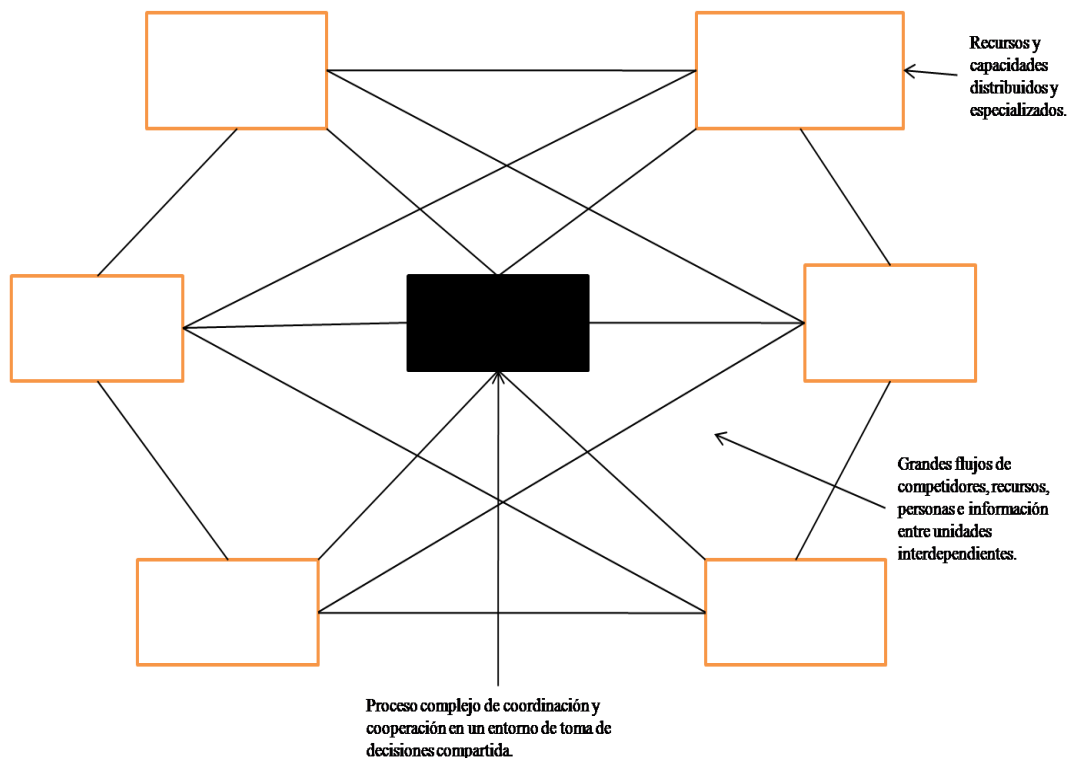 Recursos y
capacidades
distribuidos y
especializados.
Grandes flujos de
competidores, recursos,
personas e información
entre unidades
interdependientes.
Proceso complejo de coordinación y
cooperación en un entorno de toma de
decisiones compartida.